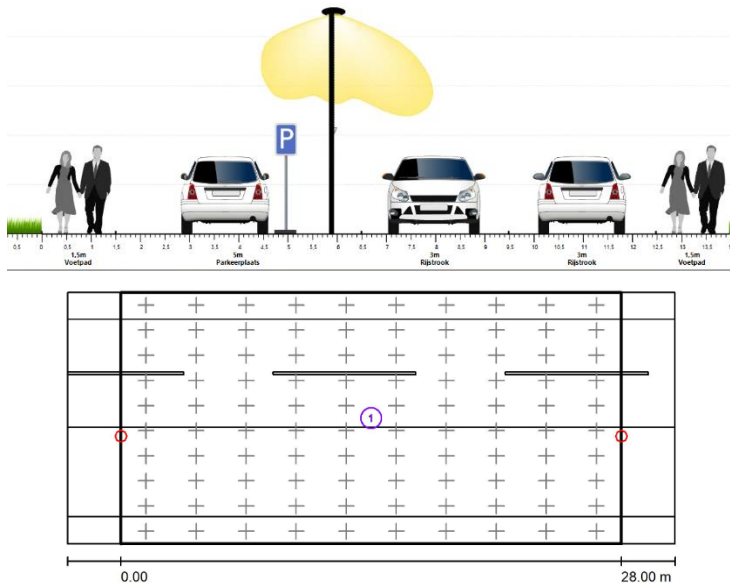 P
0.5 0 0.5 1 1.5 2 2.5 3 3.5 4 4.5 5 5.5 6 6.5 7 7.5 8 8.5 9 9.5 10 10.5 11 11.5 12 12.5 13 13.5
1,5m 5m 3m 3m 1,5m
Voetpad Parkeerplaats Rijstrook Rijstrook Voetpad
1
0.00 28.00 m